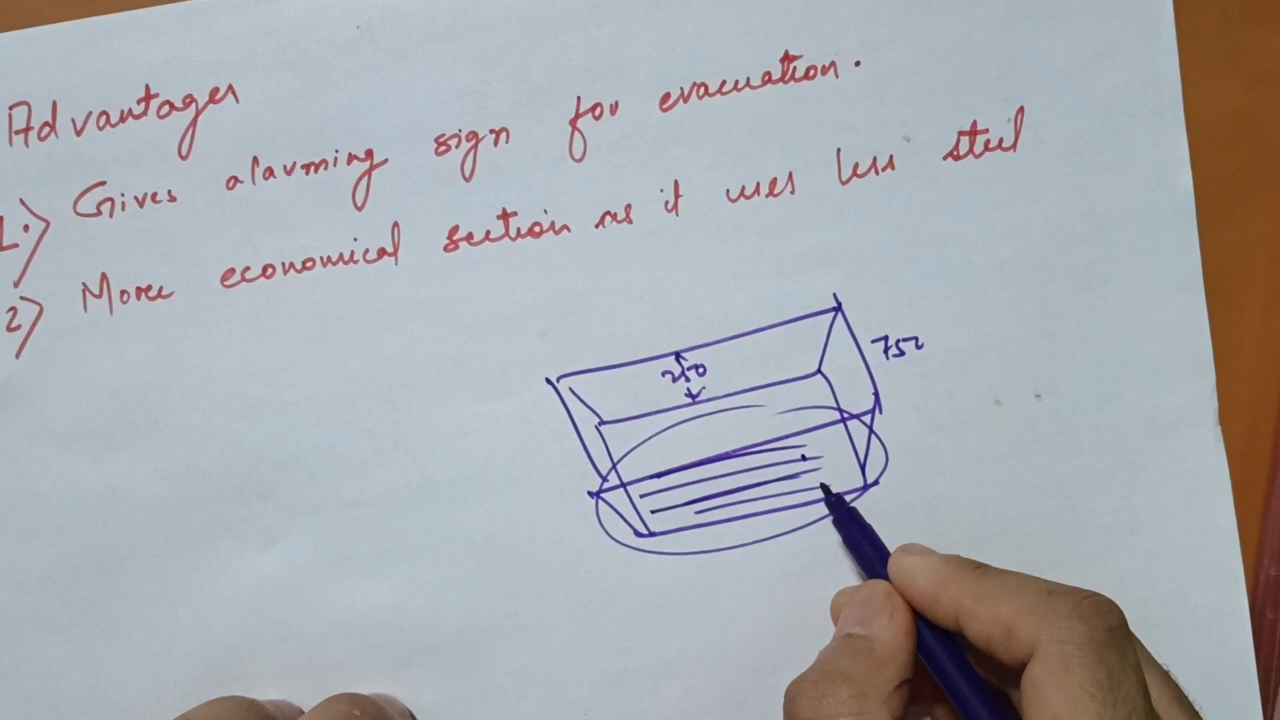 Advantages
1.) Gives alarming sign for evacuation.
2) More economical section as it uses less steel
250
750